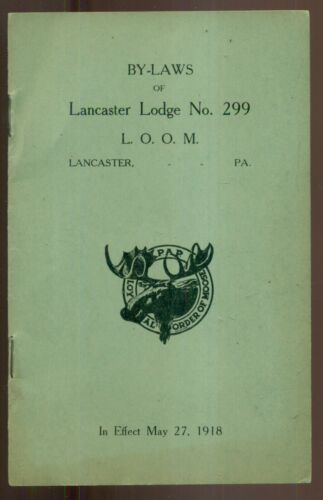 BY-LAWS
OF
Lancaster Lodge No. 299
L. O. O. M.
LANCASTER, - - PA.
PAP
LOYAL ORDER OF MOOSE
In Effect May 27, 1918